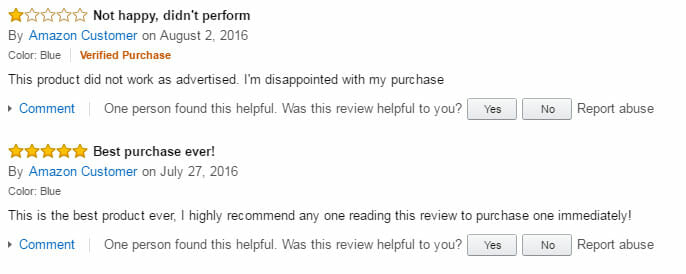 Not happy, didn't perform
By Amazon Customer on August 2, 2016
Color: Blue | Verified Purchase
This product did not work as advertised. I'm disappointed with my purchase
Comment | One person found this helpful. Was this review helpful to you? Yes No Report abuse
Best purchase ever!
By Amazon Customer on July 27, 2016
Color: Blue
This is the best product ever, I highly recommend any one reading this review to purchase one immediately!
Comment | One person found this helpful. Was this review helpful to you? Yes No Report abuse